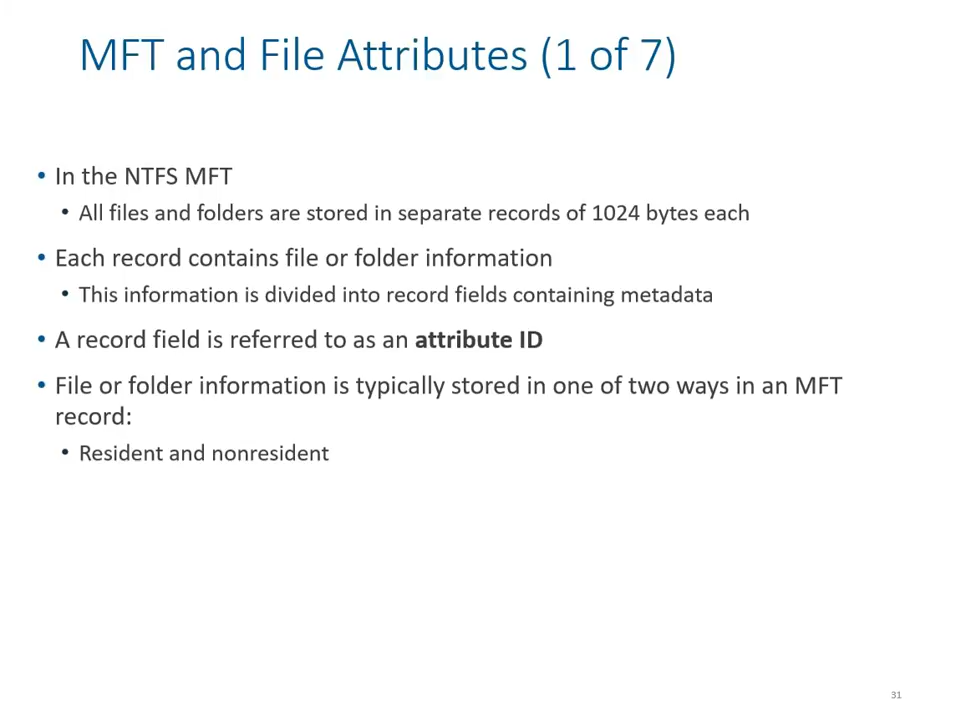 MFT and File Attributes (1 of 7)
• In the NTFS MFT
• All files and folders are stored in separate records of 1024 bytes each
• Each record contains file or folder information
• This information is divided into record fields containing metadata
• A record field is referred to as an attribute ID
• File or folder information is typically stored in one of two ways in an MFT
record:
• Resident and nonresident
31